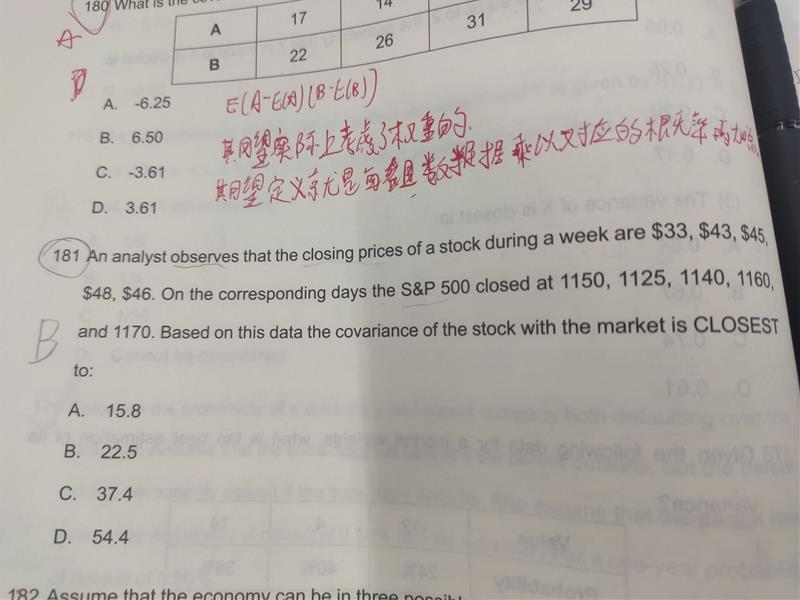 180 What is the
14
29
A 17 31
B 22 26
A
A. -6.25
E(A-E(A)(B-E(B))
B. 6.50
期望实际上考虑了权重的
C. -3.61
期望定义就是每组数据乘以对应的概率
D. 3.61
181 An analyst observes that the closing prices of a stock during a week are $33, $43, $45,
$48, $46. On the corresponding days the S&P 500 closed at 1150, 1125, 1140, 1160,
B
and 1170. Based on this data the covariance of the stock with the market is CLOSEST
to:
A. 15.8
B. 22.5
C. 37.4
D. 54.4
182 Assume that the economy can be in three